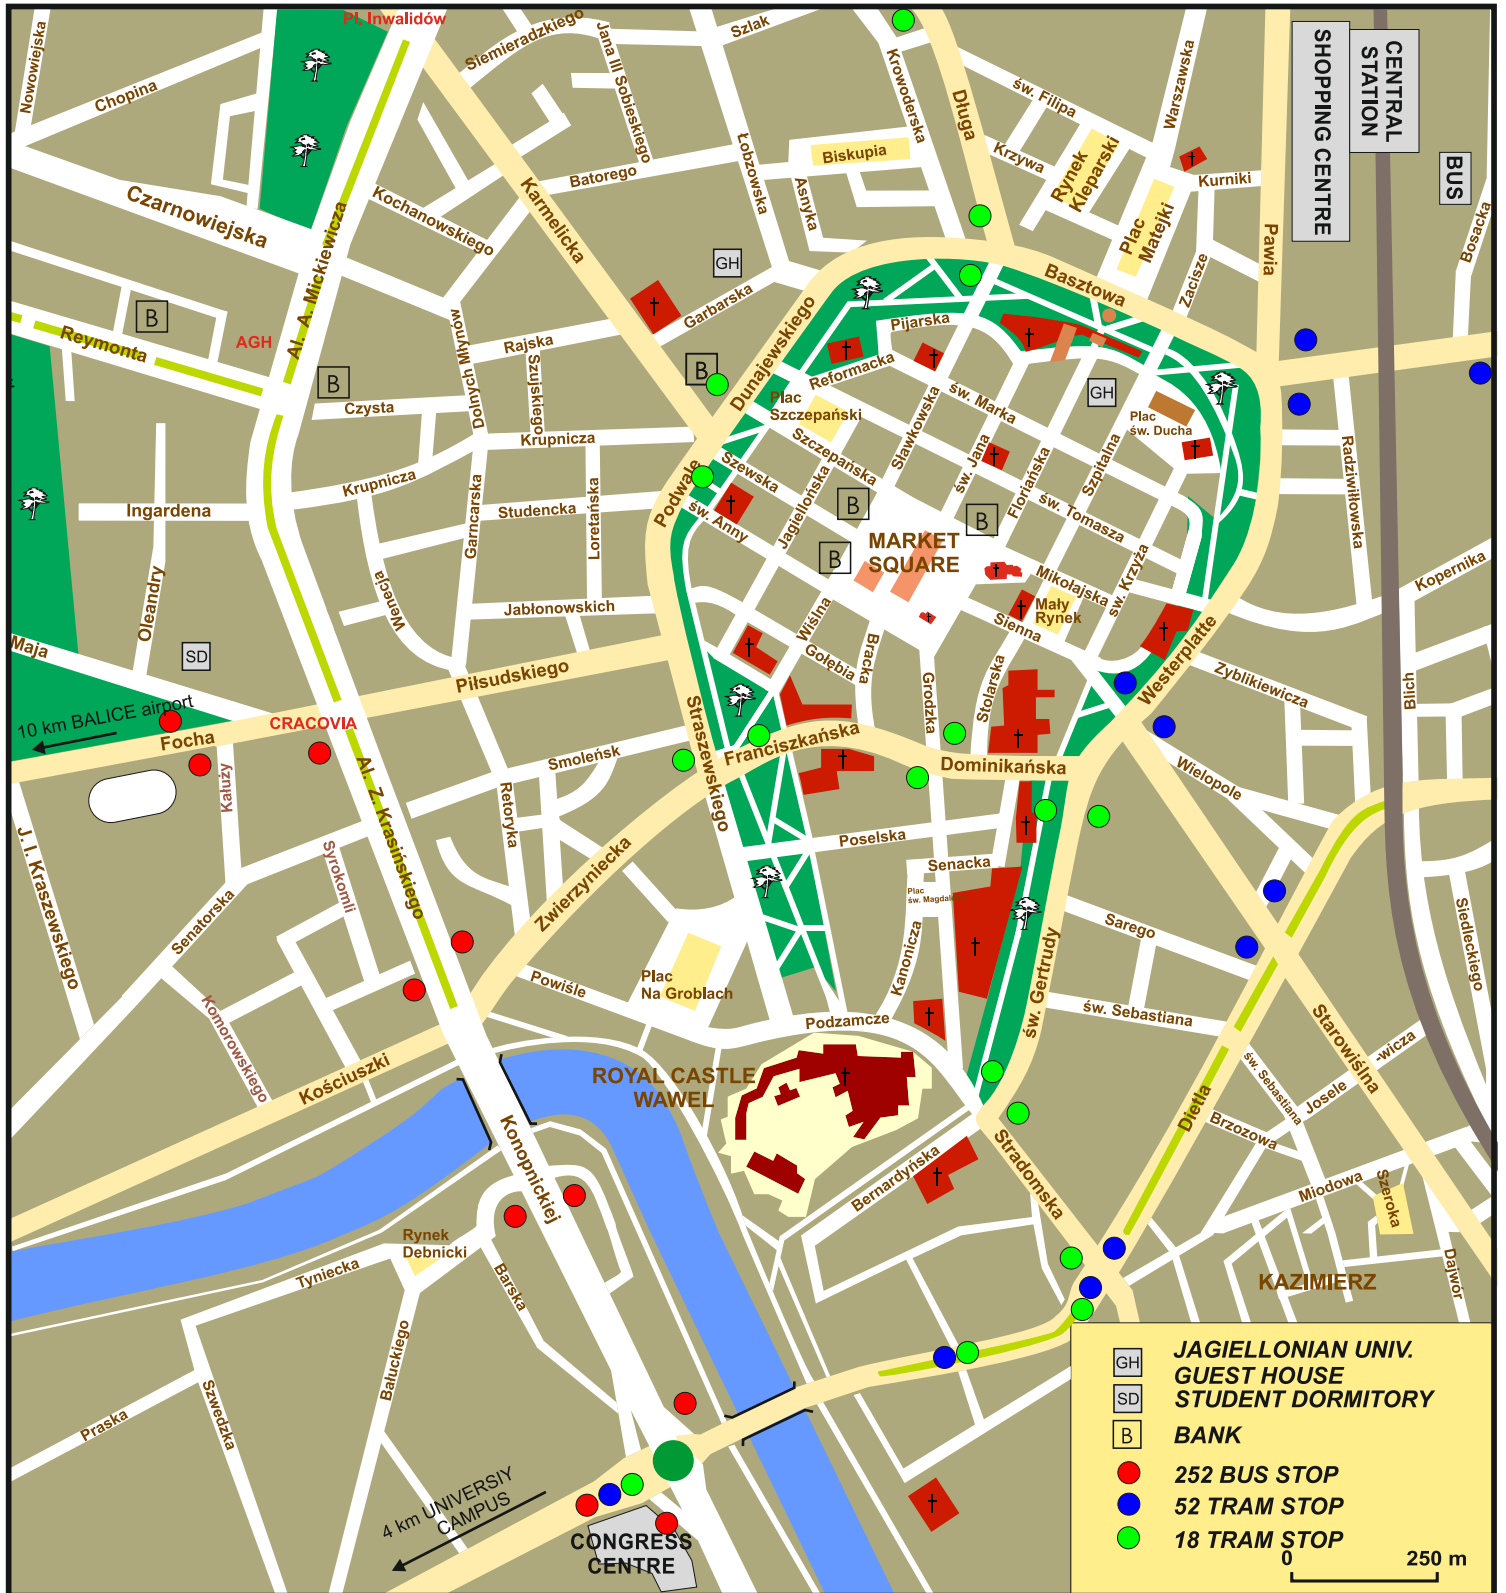 Pl, Inwalidów
Nowowiejska
Chopina
Siemieradzkiego
Jana III Sobieskiego
Szlak
Krowoderska
Długa
św. Filipa
Warszawska
SHOPPING CENTRE
CENTRAL
STATION
BUS
Czarnowiejska
Al. A. Mickiewicza
Kochanowskiego
Karmelicka
Batorego
Łobzowska
Biskupia
Asnyka
Krzywa
Rynek
Kleparski
Plac
Matejki
Kurniki
Zacisze
Pawia
Bosacka
GH
Garbarska
Basztowa
B
Reymonta
AGH
B
Rajska
Dolnych Młynow
Szujskiego
Czysta
B
Dunajewskiego
Pijarska
Reformacka
Plac
Szczepański
Szczepańska
Sławkowska
św. Marka
św. Jana
GH
Plac
św. Ducha
Floriańska
Szpitalna
Radziwiłłowska
Krupnicza
Krupnicza
Ingardena
Garncarska
Studencka
Loretańska
Podwale
Szewska
św. Anny
Jagiellońska
B
B
B
MARKET
SQUARE
św. Tomasza
św. Krzyża
Mikołajska
Mały
Rynek
Sienna
Kopernika
Oleandry
Wenecja
Jabłonowskich
Maja
SD
Piłsudskiego
Wiślna
Gołębia
Bracka
Grodzka
Stolarska
Westerplatte
Zyblikiewicza
Blich
10 km BALICE airport
Focha
CRACOVIA
Kałuży
Al. Z. Krasińskiego
Smoleńsk
Retoryka
Straszewskiego
Franciszkańska
Dominikańska
Wielopole
J. I. Kraszewskiego
Senatorska
Syrokomli
Komorowskiego
Zwierzyniecka
Poselska
Senacka
Plac
Kanonicza
Sarego
Siedleckiego
Powiśle
Plac
Na Groblach
Podzamcze
św. Gertrudy
św. Sebastiana
św. Sebastiana
Starowiślna
Josele
-wicza
Kościuszki
ROYAL CASTLE
WAWEL
Konopnickiej
Bernardyńska
Stradomska
Dietla
Brzozowa
Miodowa
Szeroka
Dajwór
KAZIMIERZ
Rynek
Debnicki
Tyniecka
Barska
Bałuckiego
Szwedzka
Praska
4 km UNIVERSIY
CAMPUS
CONGRESS
CENTRE
GH JAGIELLONIAN UNIV.
GUEST HOUSE
SD STUDENT DORMITORY
B BANK
252 BUS STOP
52 TRAM STOP
18 TRAM STOP
0 250 m